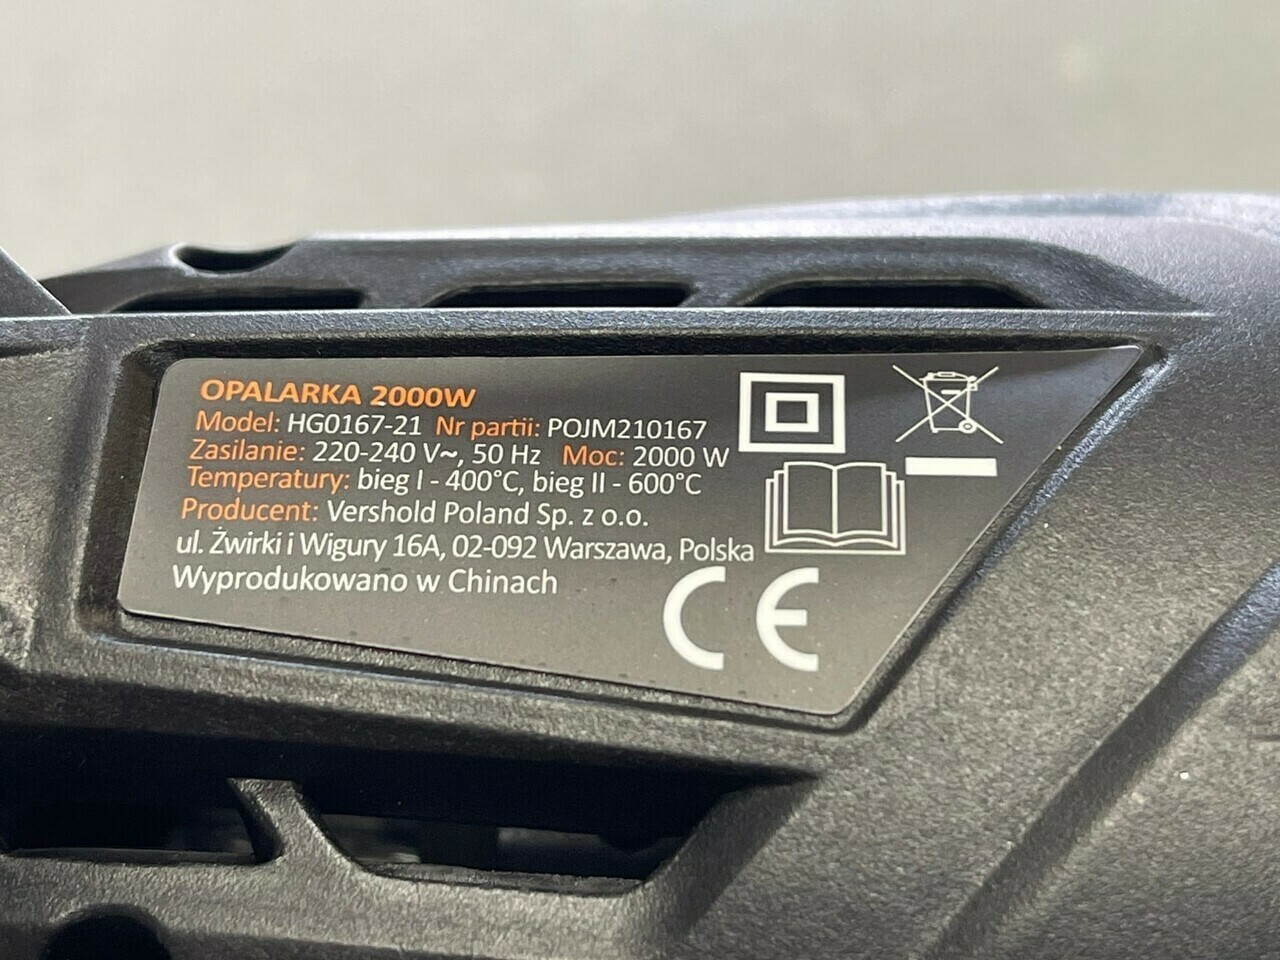 OPALARKA 2000W
Model: HG0167-21 Nr partii: POJM210167
Zasilanie: 220-240 V~, 50 Hz Moc: 2000 W
Temperatury: bieg I - 400°C, bieg II - 600°C
Producent: Vershold Poland Sp. z o.o.
ul. Żwirki i Wigury 16A, 02-092 Warszawa, Polska
Wyprodukowano w Chinach
CE